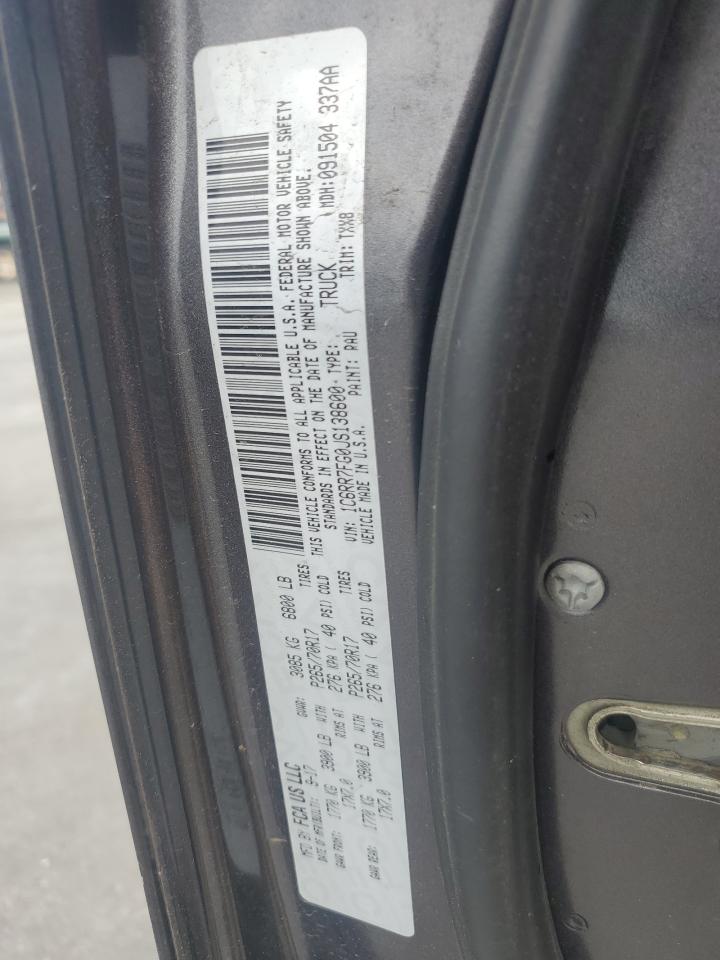 MFD BY FCA US LLC
DATE OF MFR/BUILT: 9-17 GVWR: 3085 KG 6800 LB
GAWR FRONT: 1770 KG 3900 LB WITH P265/70R17 TIRES
17X7.0 RIMS AT 276 KPA ( 40 PSI) COLD
GAWR REAR: 1770 KG 3900 LB WITH P265/70R17 TIRES
17X7.0 RIMS AT 276 KPA ( 40 PSI) COLD
THIS VEHICLE CONFORMS TO ALL APPLICABLE U.S.A. FEDERAL MOTOR VEHICLE SAFETY
STANDARDS IN EFFECT ON THE DATE OF MANUFACTURE SHOWN ABOVE.
VIN: 1C6RR7FG0JS138600 TYPE: TRUCK MDH:091504 337AA
VEHICLE MADE IN U.S.A. PAINT: PAU TRIM: TXX8